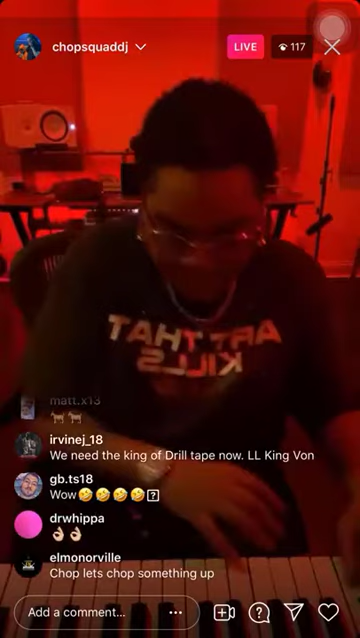 chopsquaddj
LIVE
117
ART THAT
KILLS
matt.x13
irvinej_18
We need the king of Drill tape now. LL King Von
gb.ts18
Wow🤣🤣🤣🤣
drwhippa
👌🏻👌🏻
elmonorville
Chop lets chop something up
Add a comment...